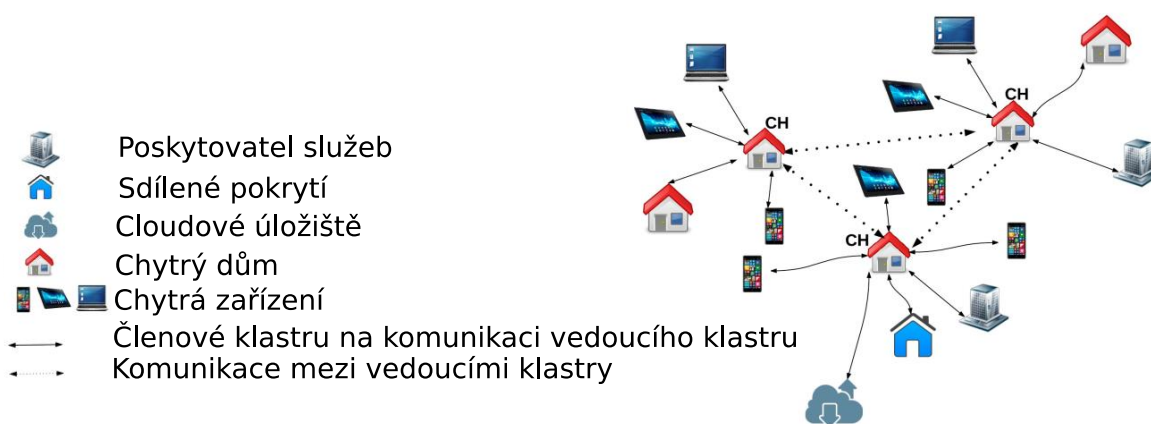 Poskytovatel služeb
Sdílené pokrytí
Cloudové úložiště
Chytrý dům
Chytrá zařízení
Členové klastru na komunikaci vedoucího klastru
Komunikace mezi vedoucími klastry
CH
CH
CH